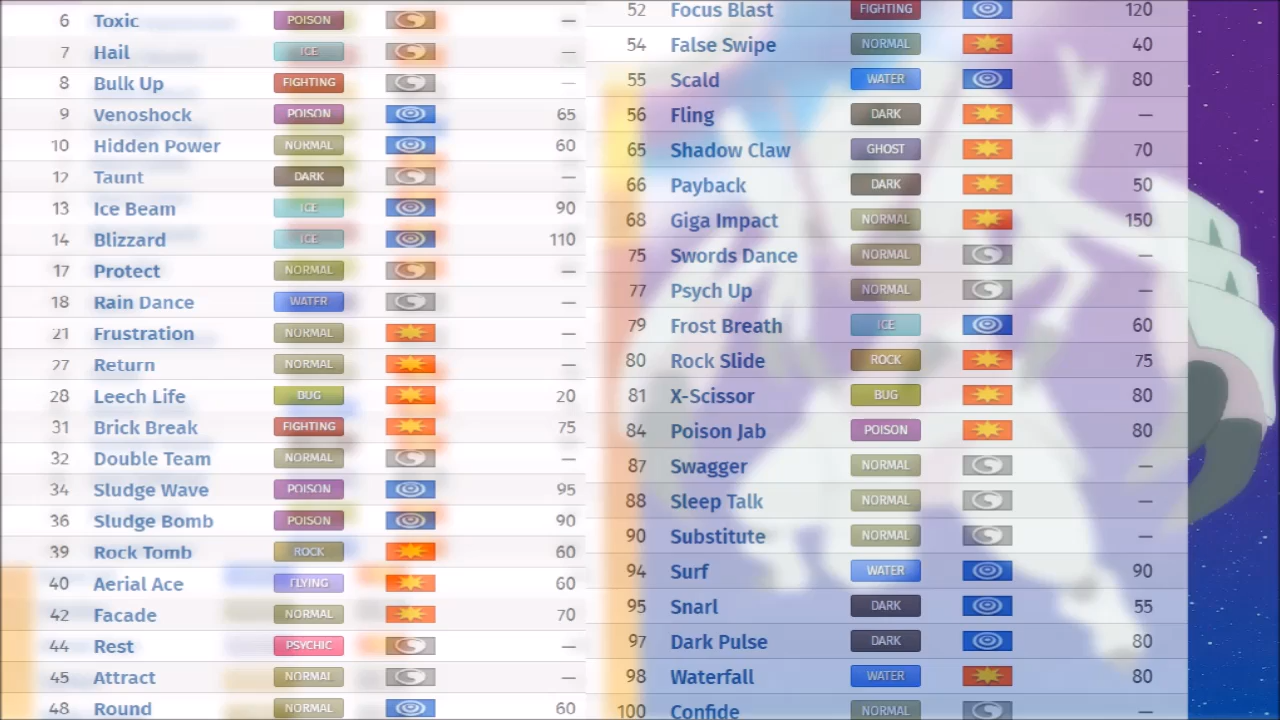 6 Toxic POISON —
7 Hail ICE —
8 Bulk Up FIGHTING —
9 Venoshock POISON 65
10 Hidden Power NORMAL 60
12 Taunt DARK —
13 Ice Beam ICE 90
14 Blizzard ICE 110
17 Protect NORMAL —
18 Rain Dance WATER —
21 Frustration NORMAL —
27 Return NORMAL —
28 Leech Life BUG 20
31 Brick Break FIGHTING 75
32 Double Team NORMAL —
34 Sludge Wave POISON 95
36 Sludge Bomb POISON 90
39 Rock Tomb ROCK 60
40 Aerial Ace FLYING 60
42 Facade NORMAL 70
44 Rest PSYCHIC —
45 Attract NORMAL —
48 Round NORMAL 60
52 Focus Blast FIGHTING 120
54 False Swipe NORMAL 40
55 Scald WATER 80
56 Fling DARK —
65 Shadow Claw GHOST 70
66 Payback DARK 50
68 Giga Impact NORMAL 150
75 Swords Dance NORMAL —
77 Psych Up NORMAL —
79 Frost Breath ICE 60
80 Rock Slide ROCK 75
81 X-Scissor BUG 80
84 Poison Jab POISON 80
87 Swagger NORMAL —
88 Sleep Talk NORMAL —
90 Substitute NORMAL —
94 Surf WATER 90
95 Snarl DARK 55
97 Dark Pulse DARK 80
98 Waterfall WATER 80
100 Confide NORMAL —